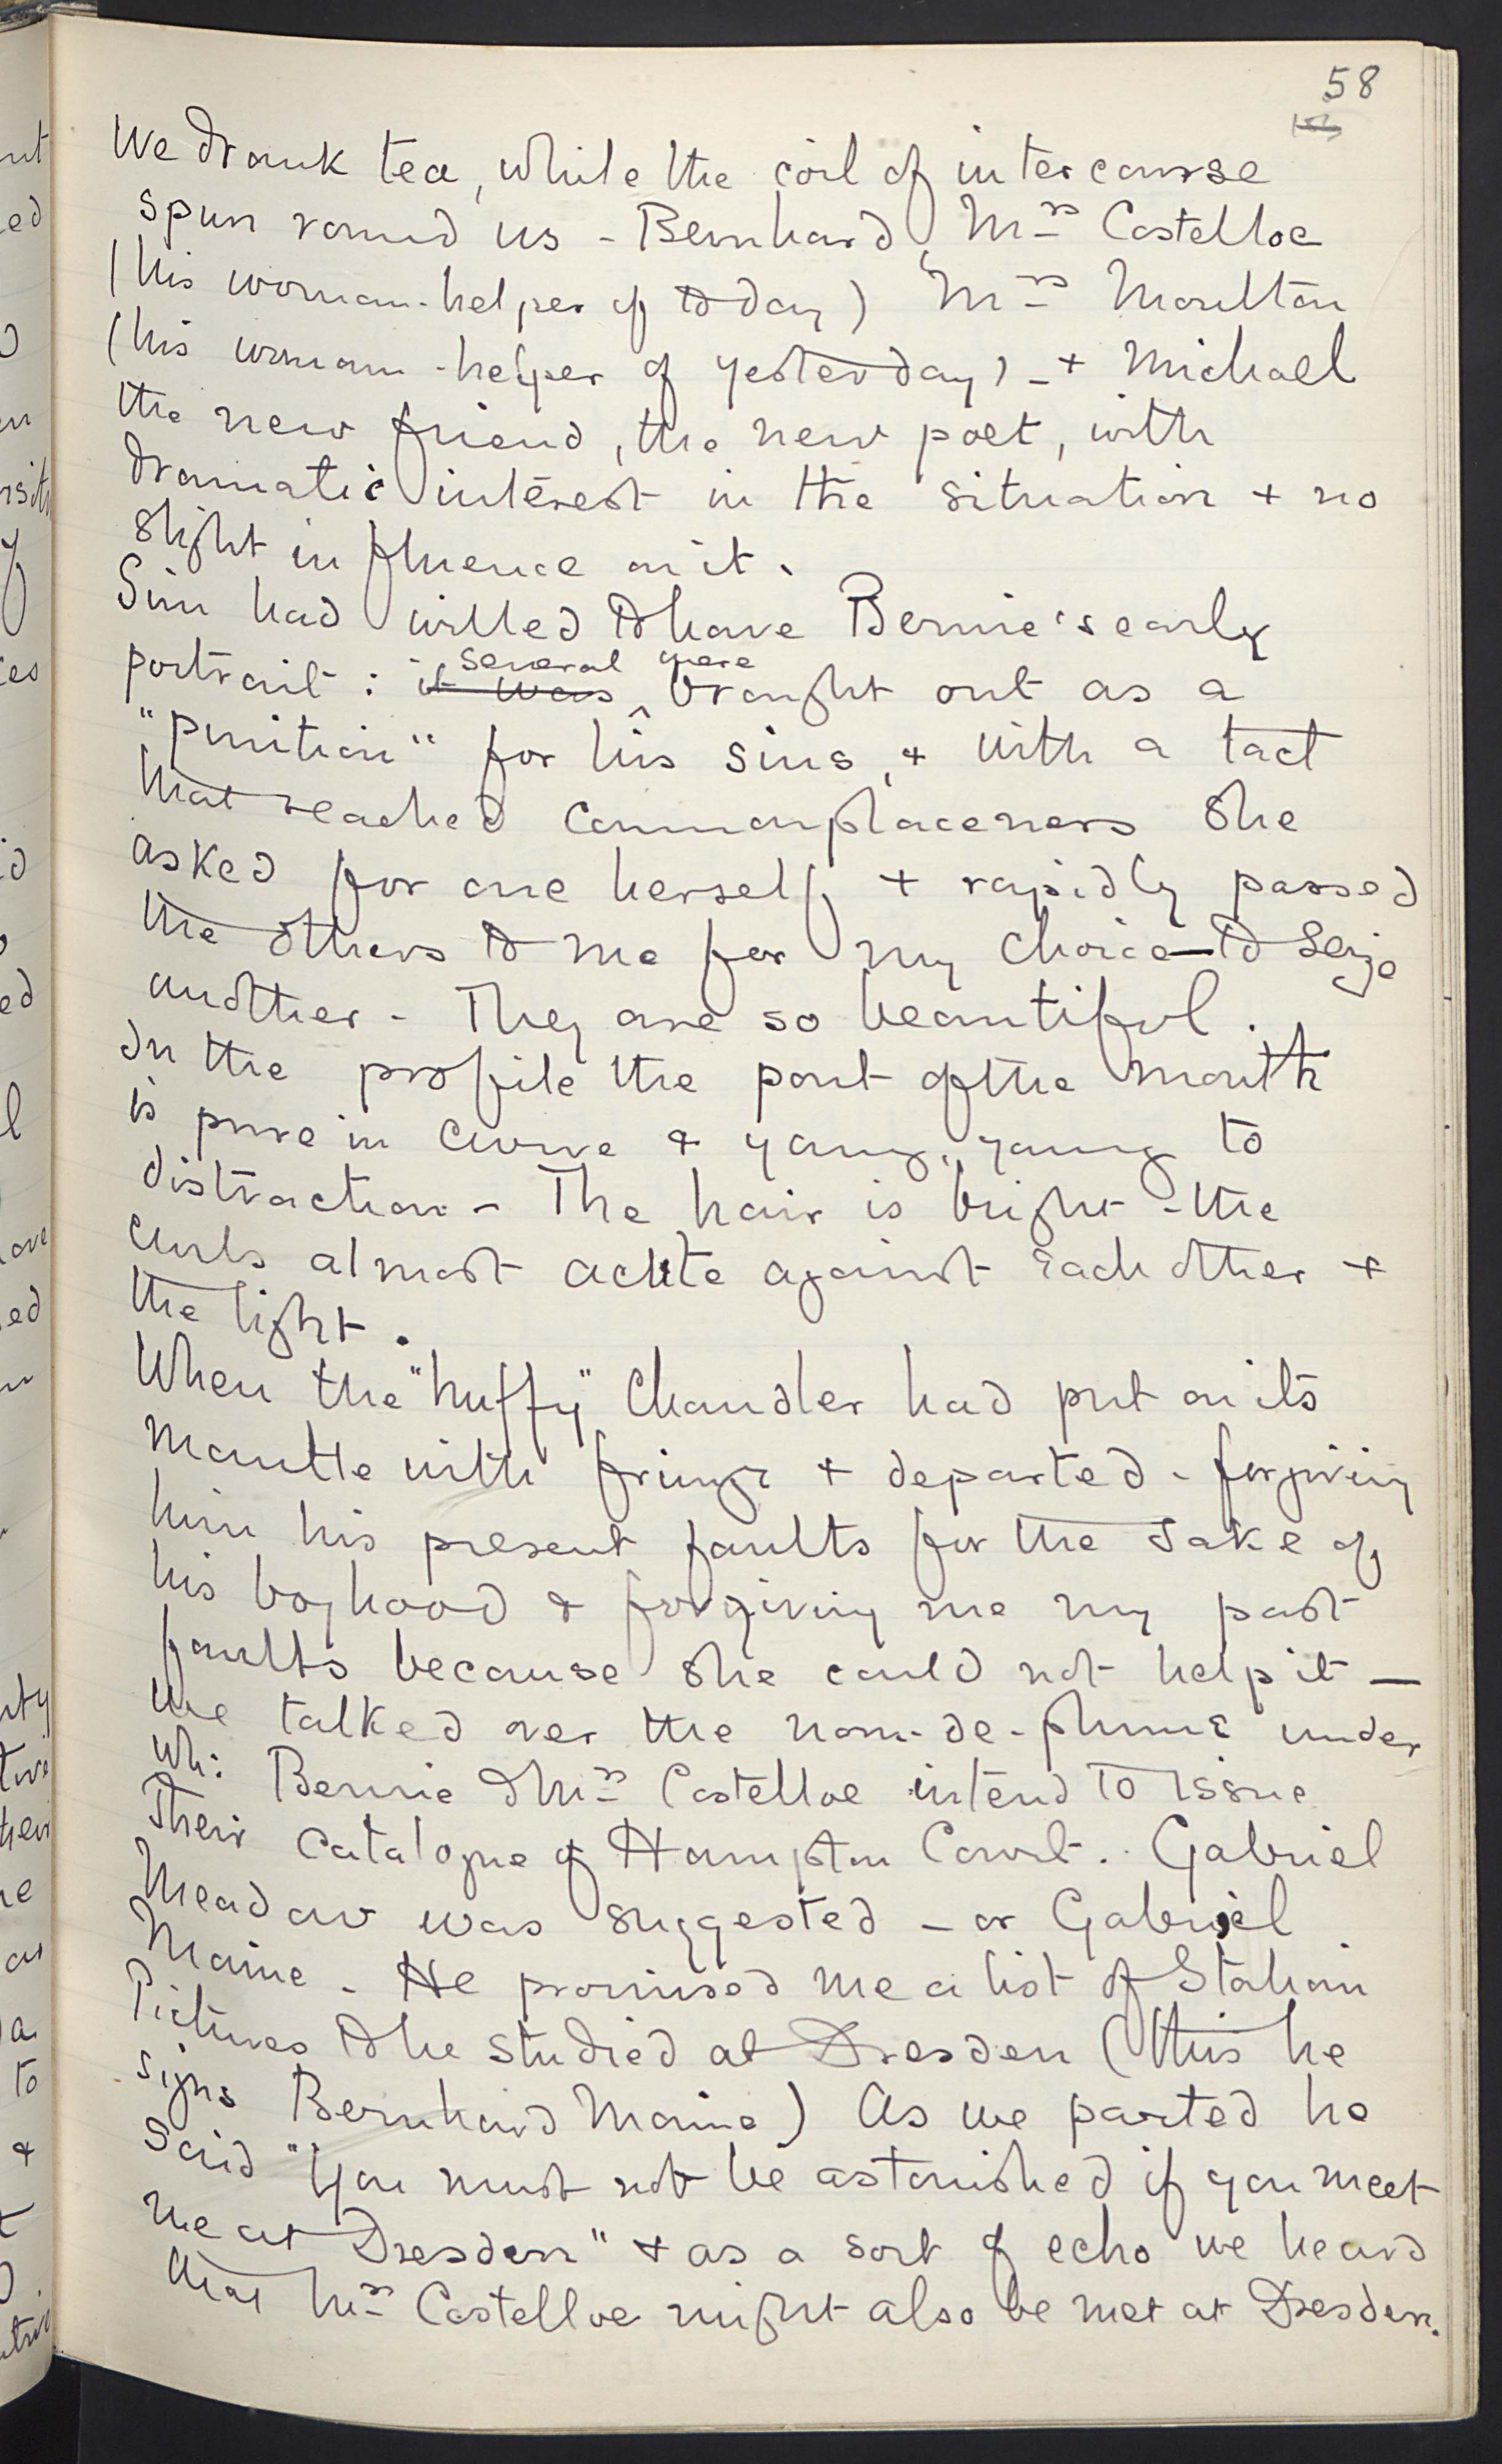 58
We drank tea, while the coil of intercourse
spun round us - Bernhard, Mrs Costelloe
(his woman-helper of today) Mrs Moulton
(his woman-helper of yesterday) - + Michael
the new friend, the new poet, with
dramatic interest in the situation + no
slight influence on it.
Sim had willed to have Bernie's early
several were
portrait : it was brought out as a
"punition" for his sins, + with a tact
that reached commonplaceness she
asked for one herself, + rapidly passed
the others to me for my choice - to seize
another - They are so beautiful.
In the profile the pout of the mouth
is pure in curve + young, young to
distraction - The hair is bright - the
curls almost acute against each other +
the light.
When the "huffy" Chandler had put on its
mantle with fringe + departed - forgiving
him his present faults for the sake of
his boyhood + forgiving me my past
faults because she could not help it —
we talked over the nom-de-plume under
wh: Bernie & Mrs Costelloe intend to issue
their catalogue of Hampton Court. Gabriel
Meadow was suggested - or Gabriel
Maine - He promised me a list of Italian
Pictures to be studied at Dresden (this he
signs Bernhard Maine) As we parted he
said "You must not be astonished if you meet
me at Dresden" + as a sort of echo we heard
that Mrs Costelloe might also be met at Dresden.